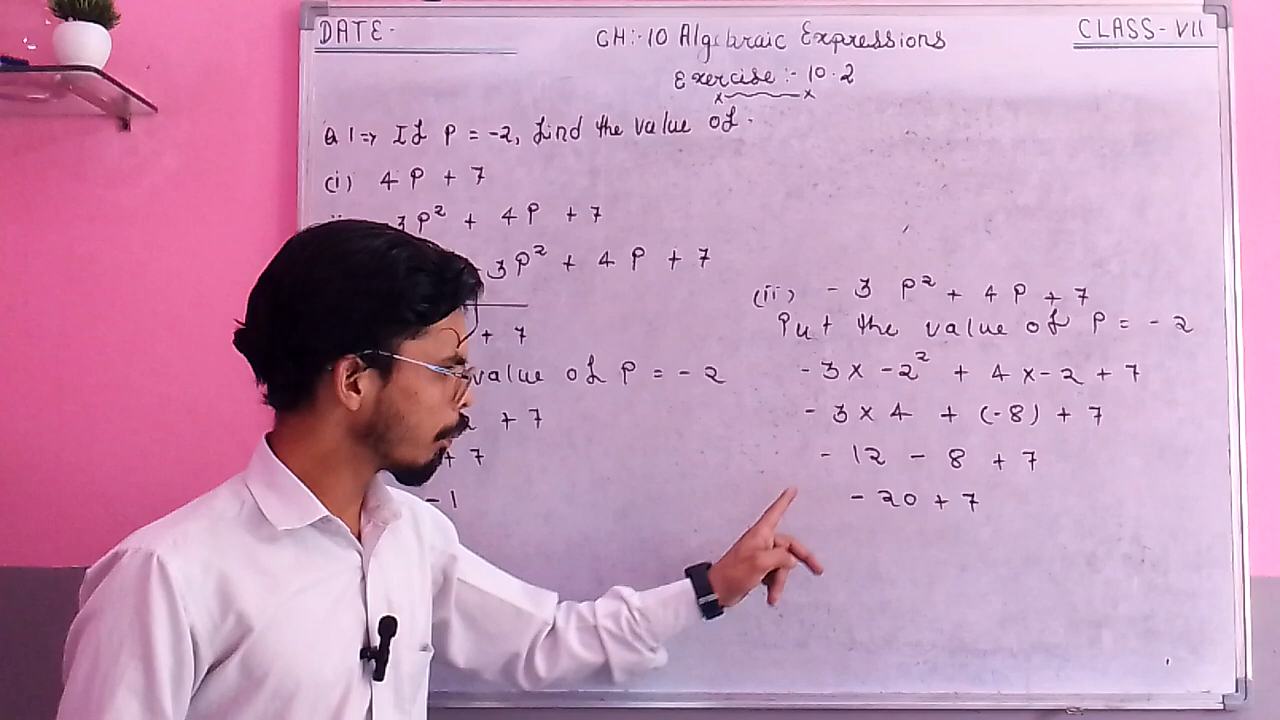 DATE-
CH:-10 Algebraic Expressions
CLASS-VII
Exercise:- 10.2
Q 1 => If P = -2, find the value of.
(i) 4P + 7
3P² + 4P + 7
3P² + 4P + 7
+ 7
value of P = -2
+ 7
+ 7
-1
(ii) -3 P² + 4P + 7
Put the value of P = -2
-3 × -2² + 4 × -2 + 7
-3 × 4 + (-8) + 7
-12 - 8 + 7
-20 + 7